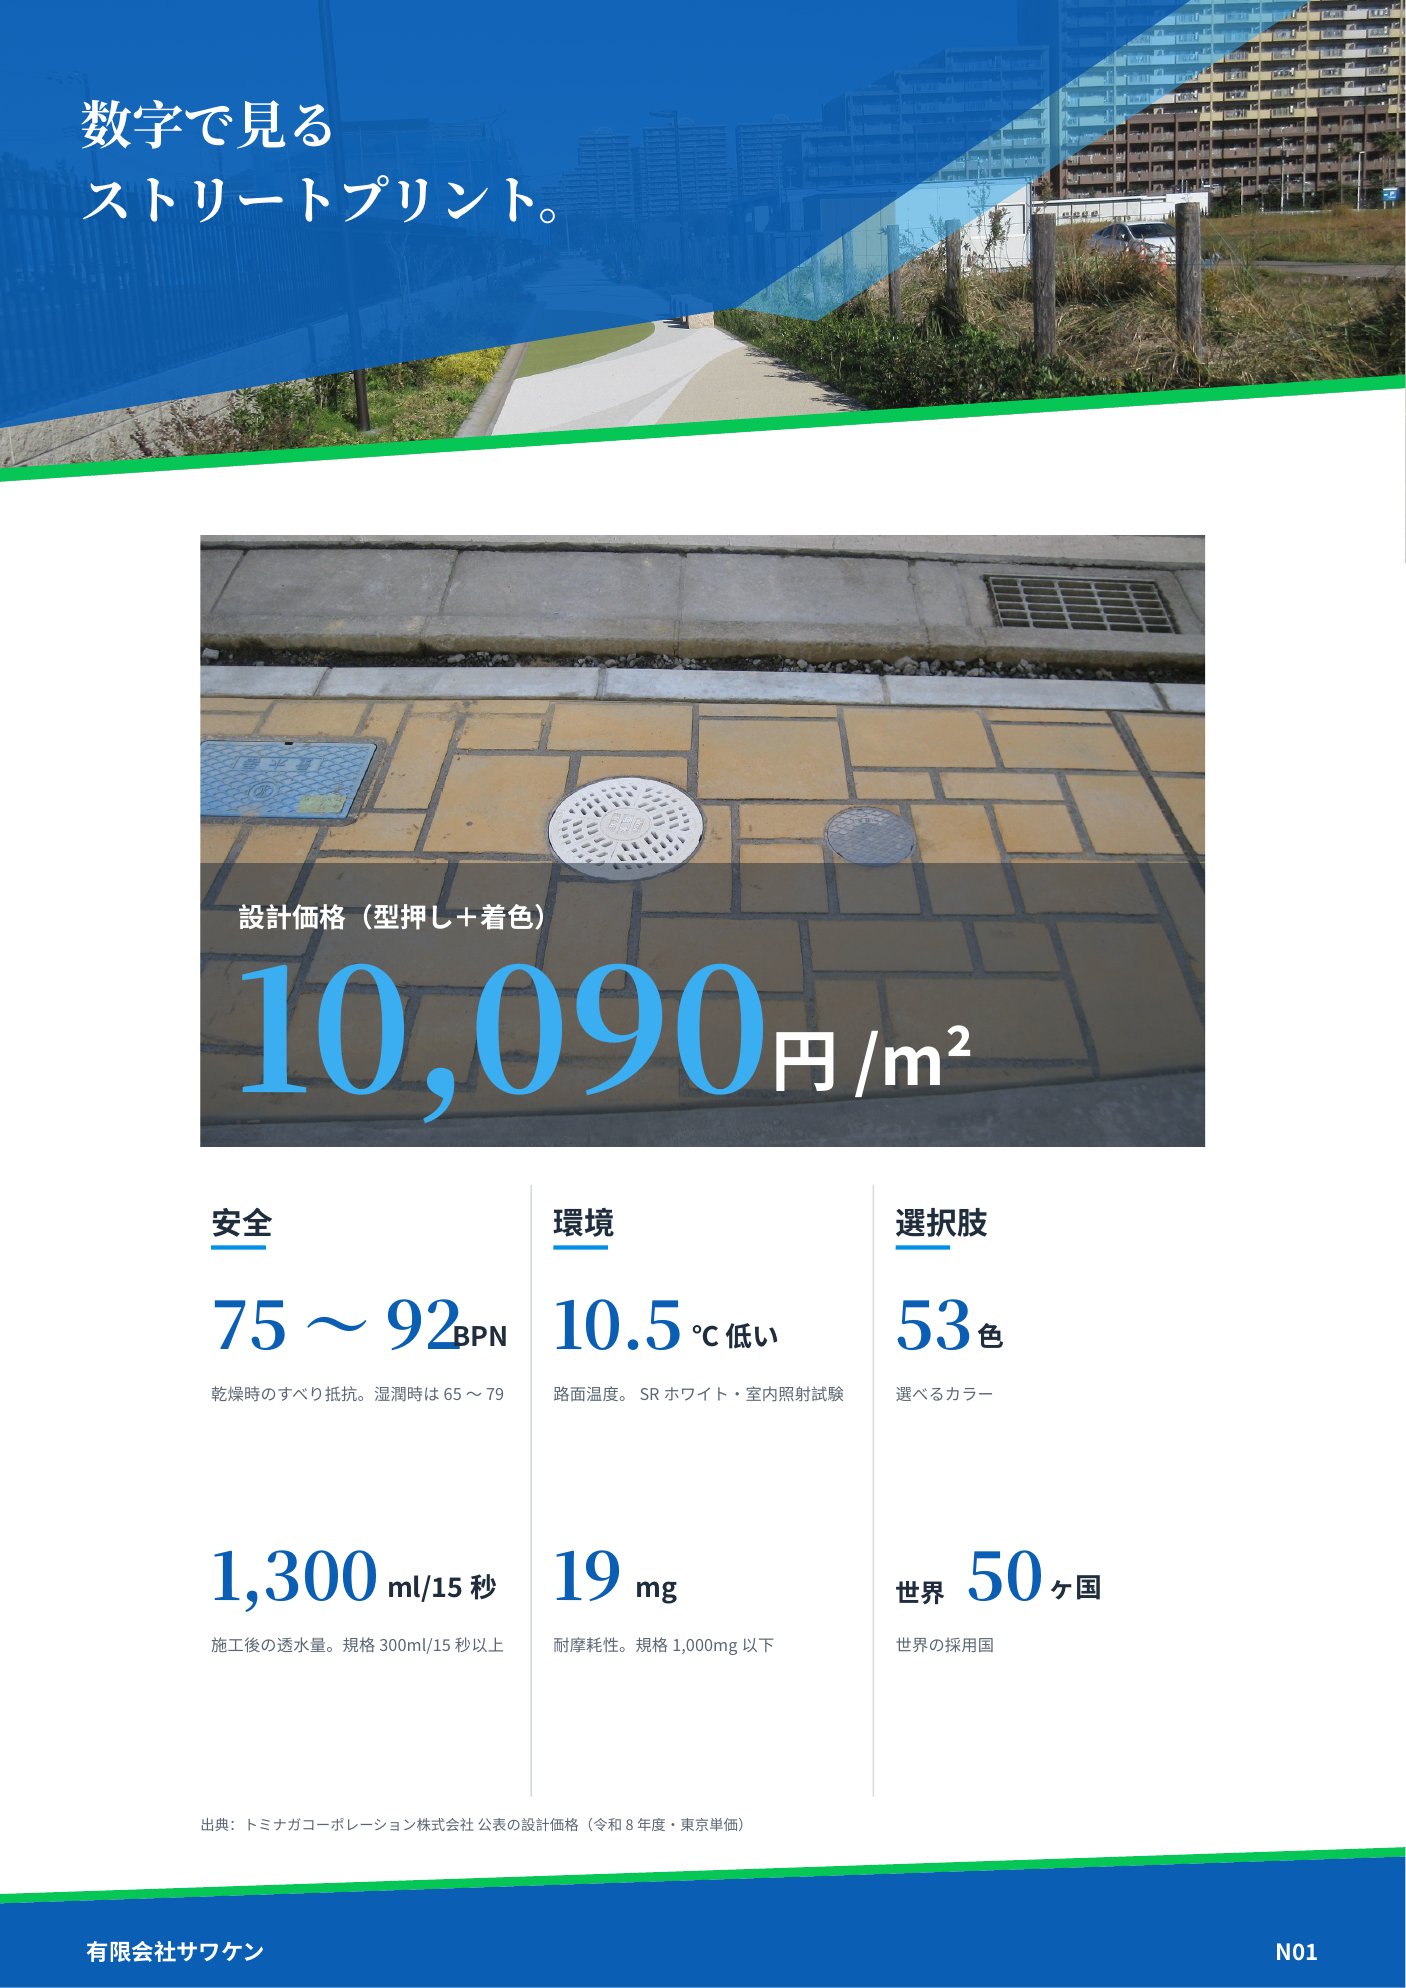 数字で見る
ストリートプリント。
設計価格（型押し＋着色）
10,090円 /m²
安全
75 ～ 92BPN
乾燥時のすべり抵抗。湿潤時は 65 ～ 79
1,300 ml/15 秒
施工後の透水量。規格 300ml/15 秒以上
環境
10.5 ℃ 低い
路面温度。 SR ホワイト・室内照射試験
19 mg
耐摩耗性。規格 1,000mg 以下
選択肢
53 色
選べるカラー
世界 50 ヶ国
世界の採用国
出典：トミナガコーポレーション株式会社 公表の設計価格（令和 8 年度・東京単価）
有限会社サワケン
N01